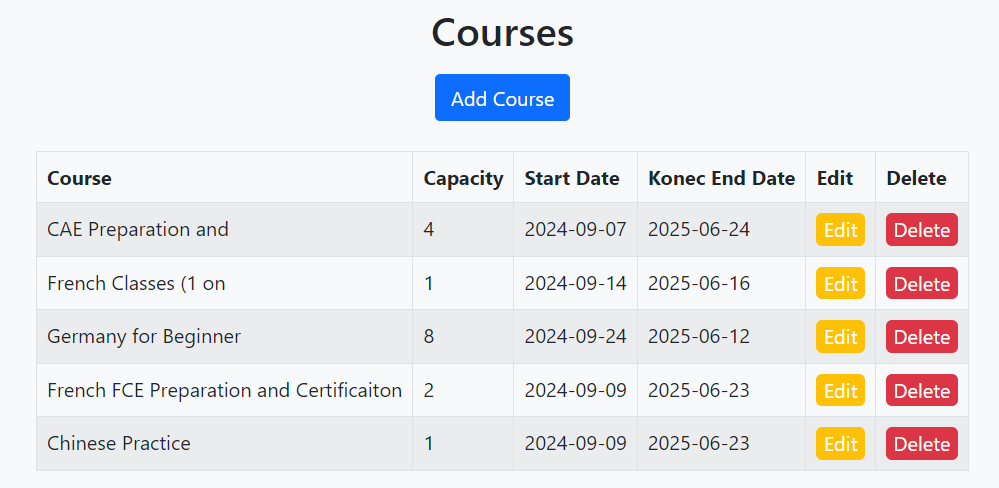 Courses
Add Course
Course Capacity Start Date Konec End Date Edit Delete
CAE Preparation and 4 2024-09-07 2025-06-24 Edit Delete
French Classes (1 on 1 2024-09-14 2025-06-16 Edit Delete
Germany for Beginner 8 2024-09-24 2025-06-12 Edit Delete
French FCE Preparation and Certificaiton 2 2024-09-09 2025-06-23 Edit Delete
Chinese Practice 1 2024-09-09 2025-06-23 Edit Delete